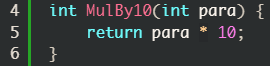 4 int MulBy10(int para) {
5     return para * 10;
6 }